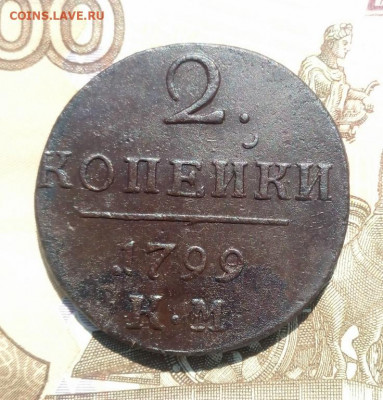 COINS.LAVE.RU
2.
КОПЕЙКИ
1799
К·М